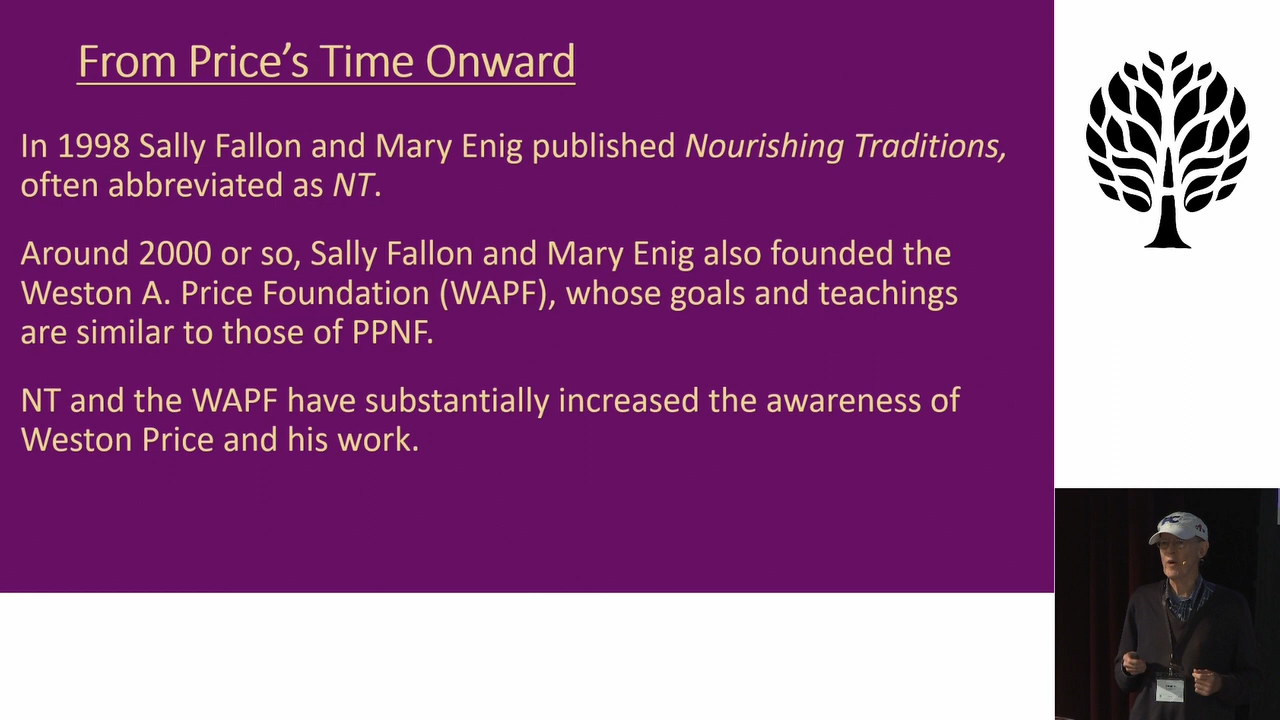 From Price’s Time Onward
In 1998 Sally Fallon and Mary Enig published Nourishing Traditions,
often abbreviated as NT.
Around 2000 or so, Sally Fallon and Mary Enig also founded the
Weston A. Price Foundation (WAPF), whose goals and teachings
are similar to those of PPNF.
NT and the WAPF have substantially increased the awareness of
Weston Price and his work.